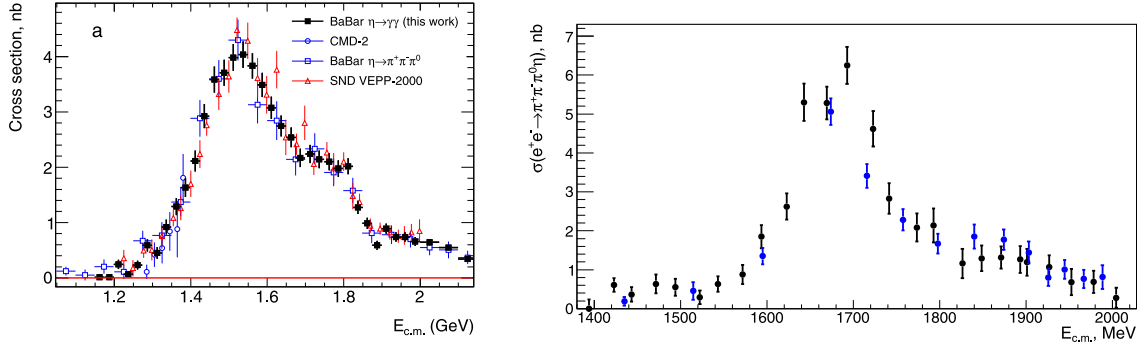 Cross section, nb
a
BaBar η→γγ (this work)
CMD-2
BaBar η→π⁺π⁻π⁰
SND VEPP-2000
4
3
2
1
0
1.2
1.4
1.6
1.8
2
E_c.m. (GeV)
σ(e⁺e⁻→π⁺π⁻π⁰η), nb
7
6
5
4
3
2
1
0
1400
1500
1600
1700
1800
1900
2000
E_c.m., MeV